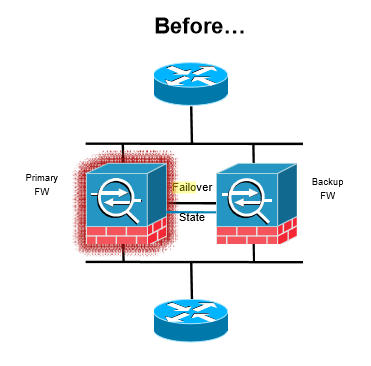 Before…
Primary
FW
Failover
State
Backup
FW